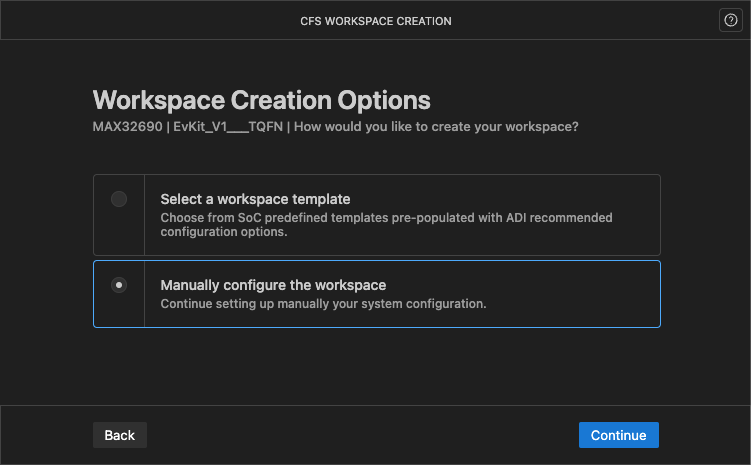 CFS WORKSPACE CREATION
Workspace Creation Options
MAX32690 | EvKit_V1___TQFN | How would you like to create your workspace?
Select a workspace template
Choose from SoC predefined templates pre-populated with ADI recommended
configuration options.
Manually configure the workspace
Continue setting up manually your system configuration.
Back
Continue